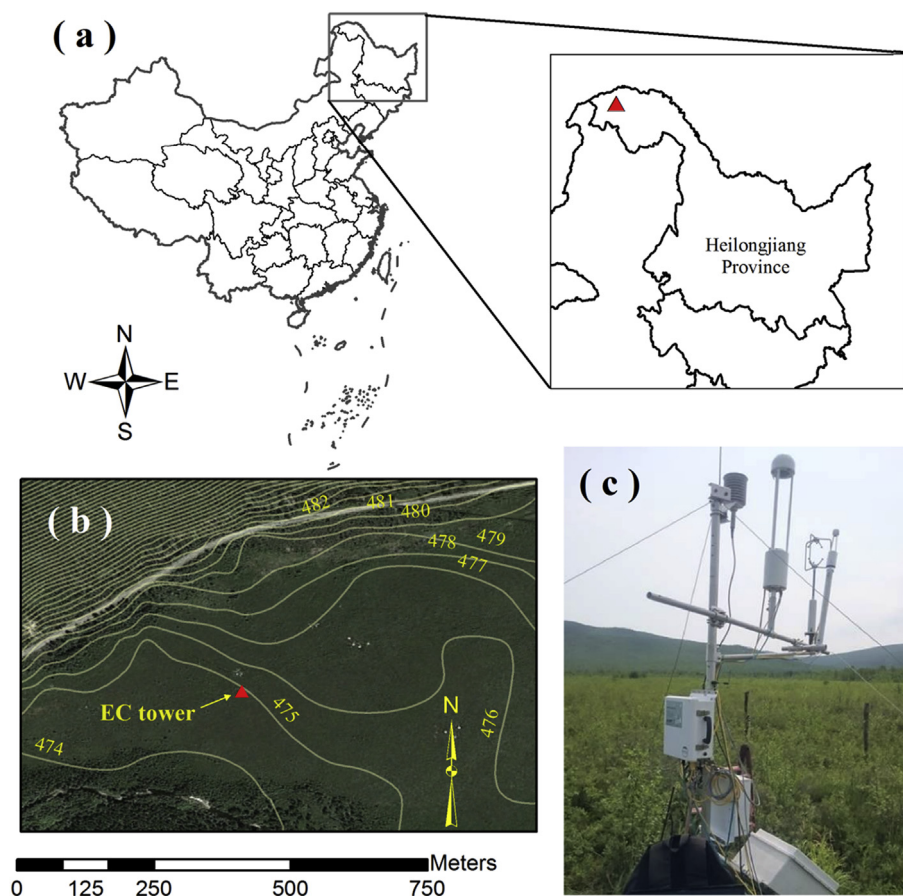 ( a )
Heilongjiang
Province
N
W
E
S
( b )
482
481
480
479
478
477
EC tower
475
476
474
N
Meters
0
125
250
500
750
( c )